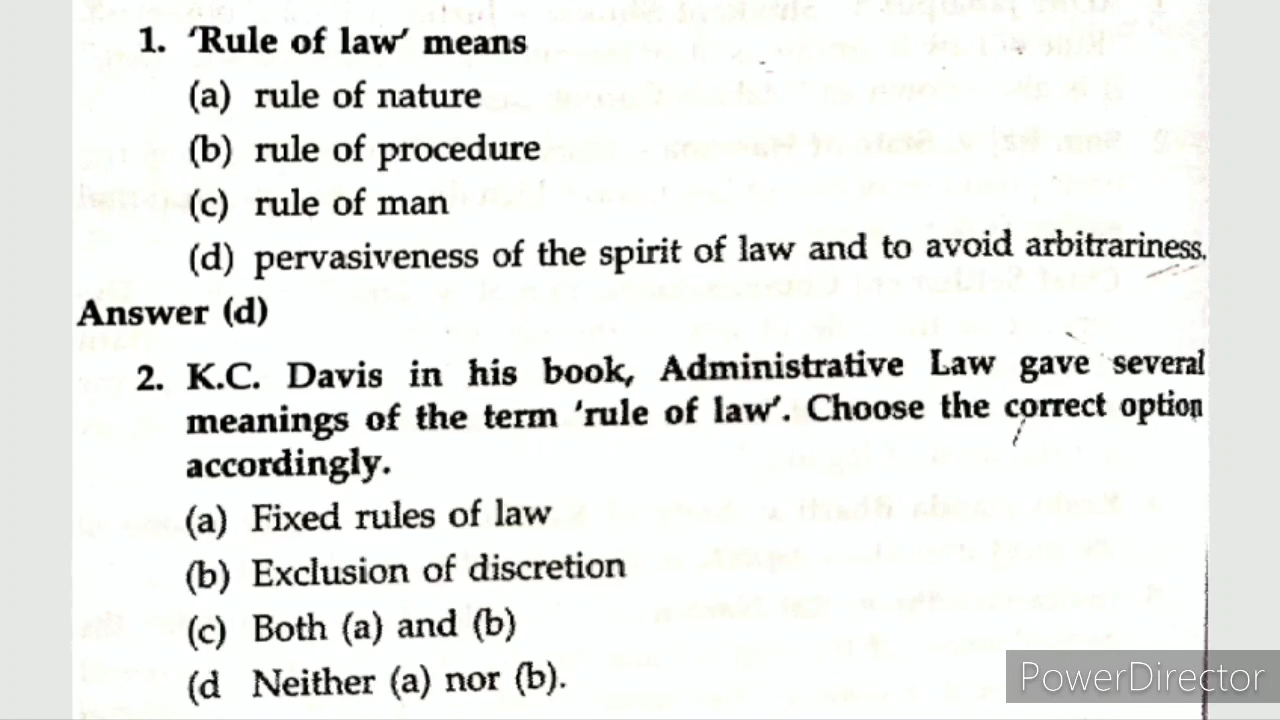 1. ‘Rule of law’ means
(a) rule of nature
(b) rule of procedure
(c) rule of man
(d) pervasiveness of the spirit of law and to avoid arbitrariness.
Answer (d)
2. K.C. Davis in his book, Administrative Law gave several
meanings of the term ‘rule of law’. Choose the correct option
accordingly.
(a) Fixed rules of law
(b) Exclusion of discretion
(c) Both (a) and (b)
(d Neither (a) nor (b).
PowerDirector